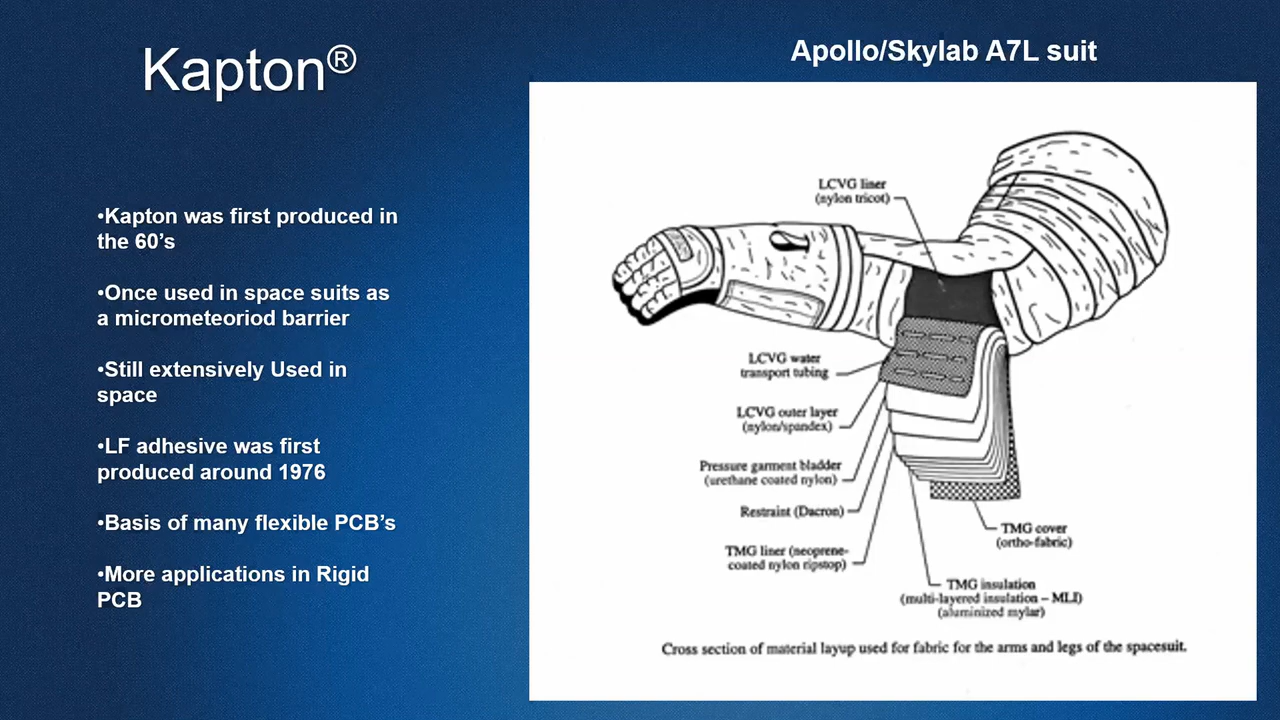 Kapton®
Apollo/Skylab A7L suit
•Kapton was first produced in
the 60’s
•Once used in space suits as
a micrometeoriod barrier
•Still extensively Used in
space
•LF adhesive was first
produced around 1976
•Basis of many flexible PCB’s
•More applications in Rigid
PCB
LCVG liner
(nylon tricot)
LCVG water
transport tubing
LCVG outer layer
(nylon/spandex)
Pressure garment bladder
(urethane coated nylon)
Restraint (Dacron)
TMG liner (neoprene-
coated nylon ripstop)
TMG cover
(ortho-fabric)
TMG insulation
(multi-layered insulation – MLI)
(aluminized mylar)
Cross section of material layup used for fabric for the arms and legs of the spacesuit.